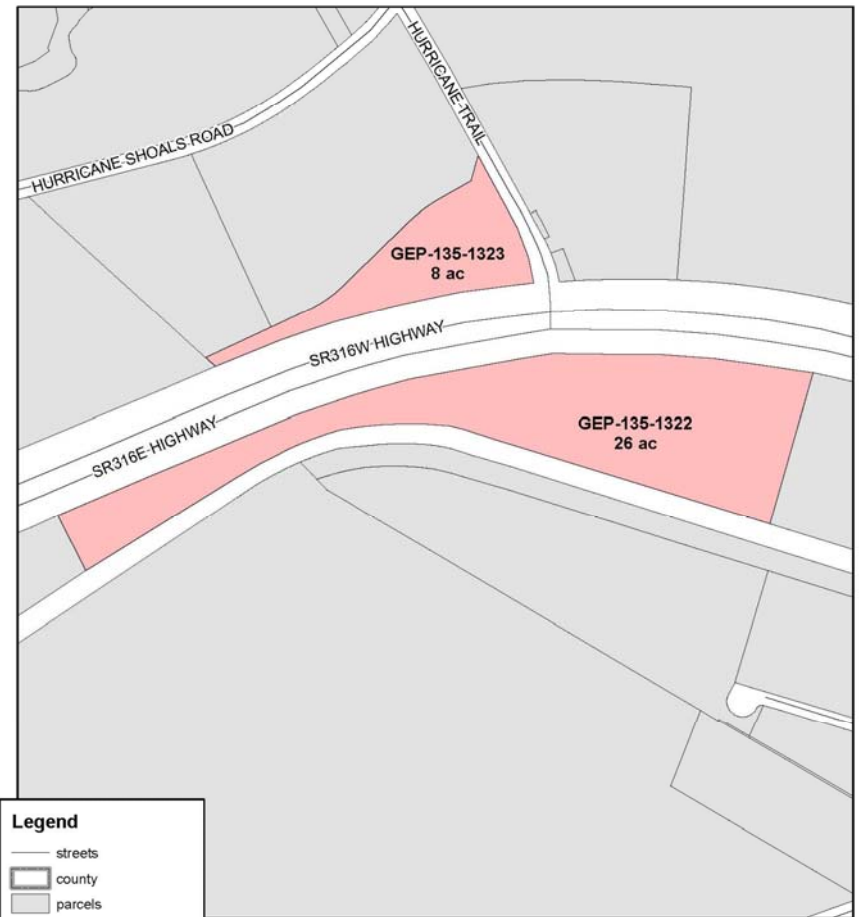 HURRICANE TRAIL
HURRICANE SHOALS ROAD
GEP-135-1323
8 ac
SR316W HIGHWAY
GEP-135-1322
26 ac
SR316E HIGHWAY
Legend
streets
county
parcels